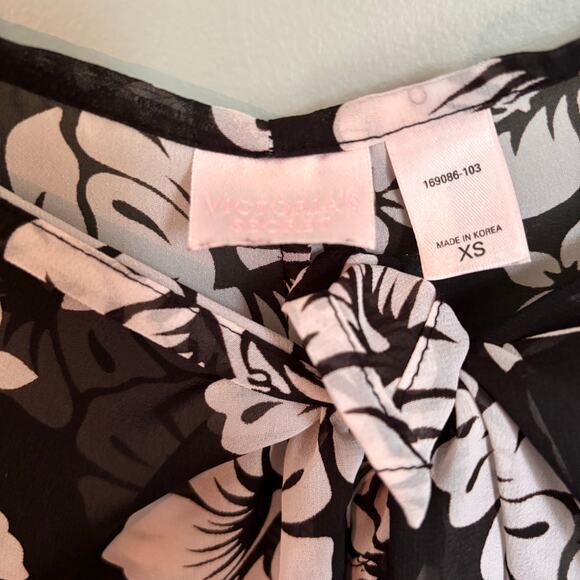 VICTORIA'S
SECRET
169086-103
MADE IN KOREA
XS